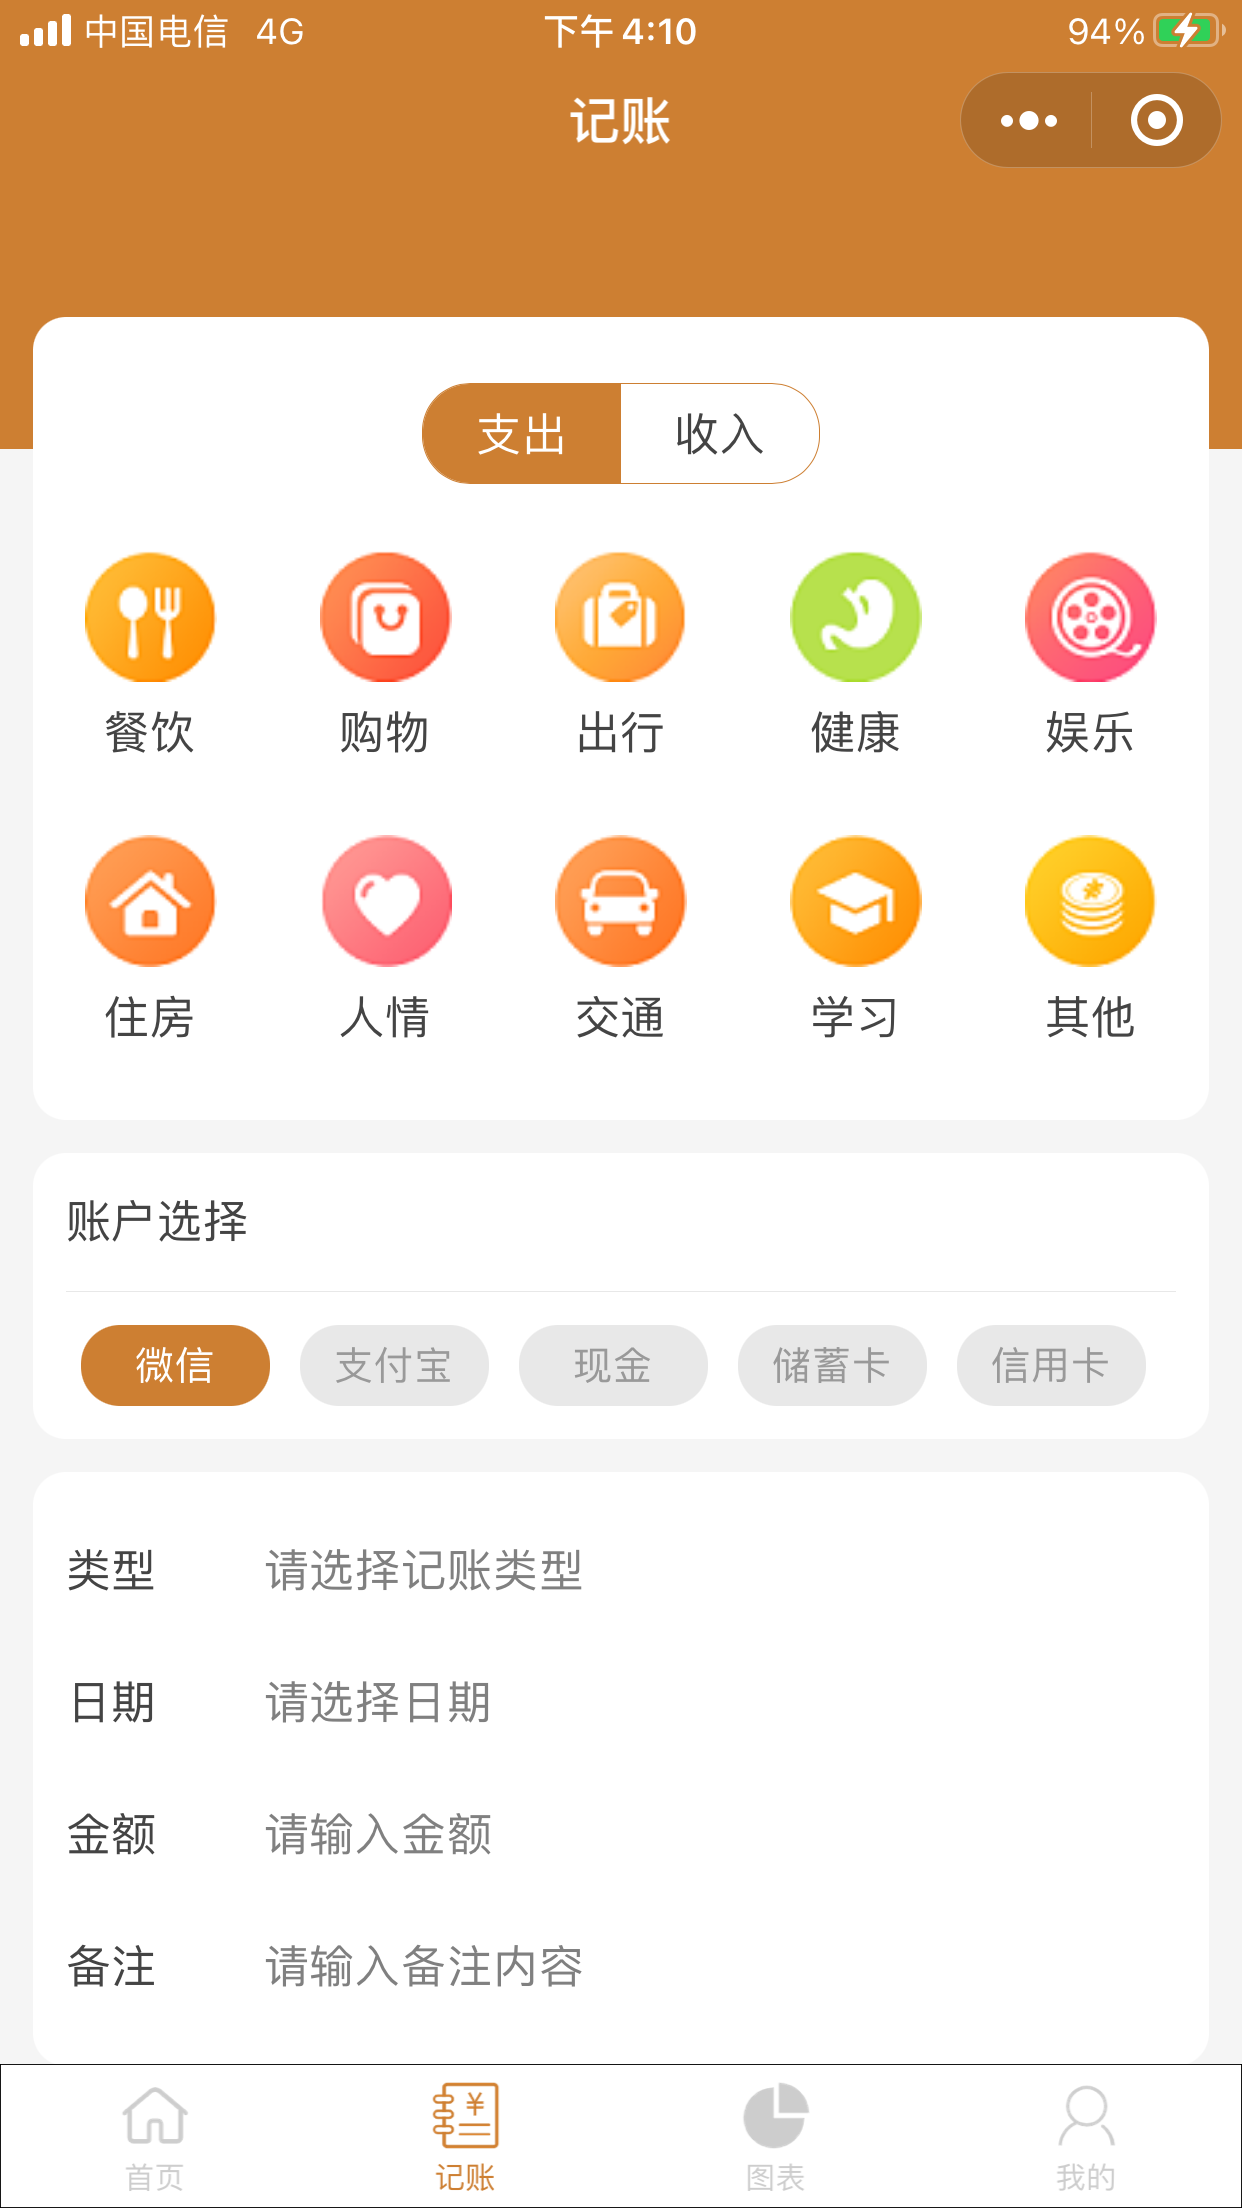 中国电信 4G 下午4:10 94%
记账
支出 收入
餐饮 购物 出行 健康 娱乐
住房 人情 交通 学习 其他
账户选择
微信 支付宝 现金 储蓄卡 信用卡
类型 请选择记账类型
日期 请选择日期
金额 请输入金额
备注 请输入备注内容
¥
首页 记账 图表 我的